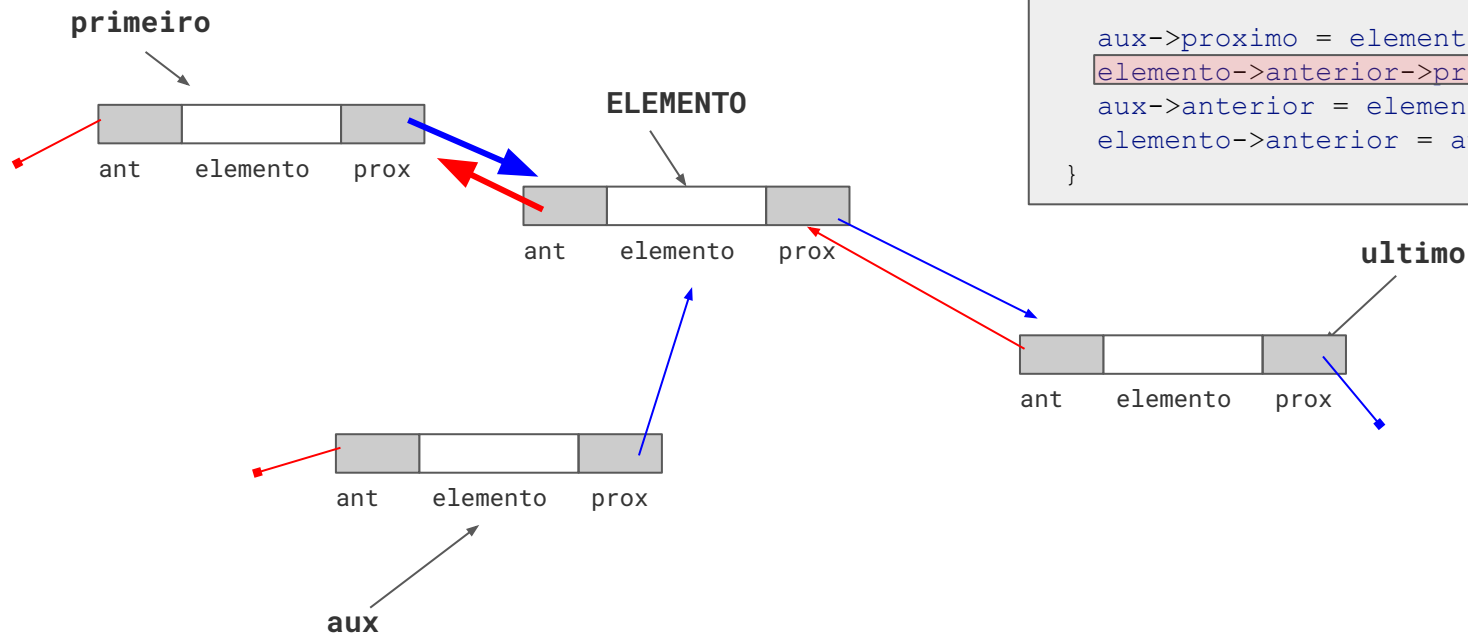 primeiro
aux->proximo = element
elemento->anterior->pr
aux->anterior = elemen
elemento->anterior = a
}
ELEMENTO
ant elemento prox
ant elemento prox
ultimo
ant elemento prox
ant elemento prox
aux